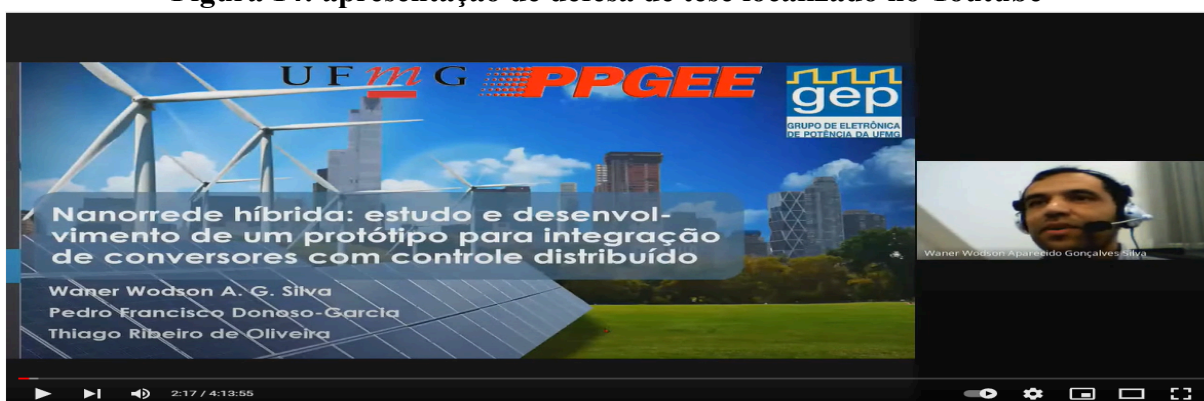 Figura 14: apresentação de defesa de tese localizado no Youtube
UFmG PPGEE
gep
GRUPO DE ELETRÔNICA
DE POTÊNCIA DA UFMG
Nanorrede híbrida: estudo e desenvol-
vimento de um protótipo para integração
de conversores com controle distribuído
Waner Wodson A. G. Silva
Pedro Francisco Donoso-Garcia
Thiago Ribeiro de Oliveira
Waner Wodson Aparecido Gonçalves Silva
2:17 / 4:13:55